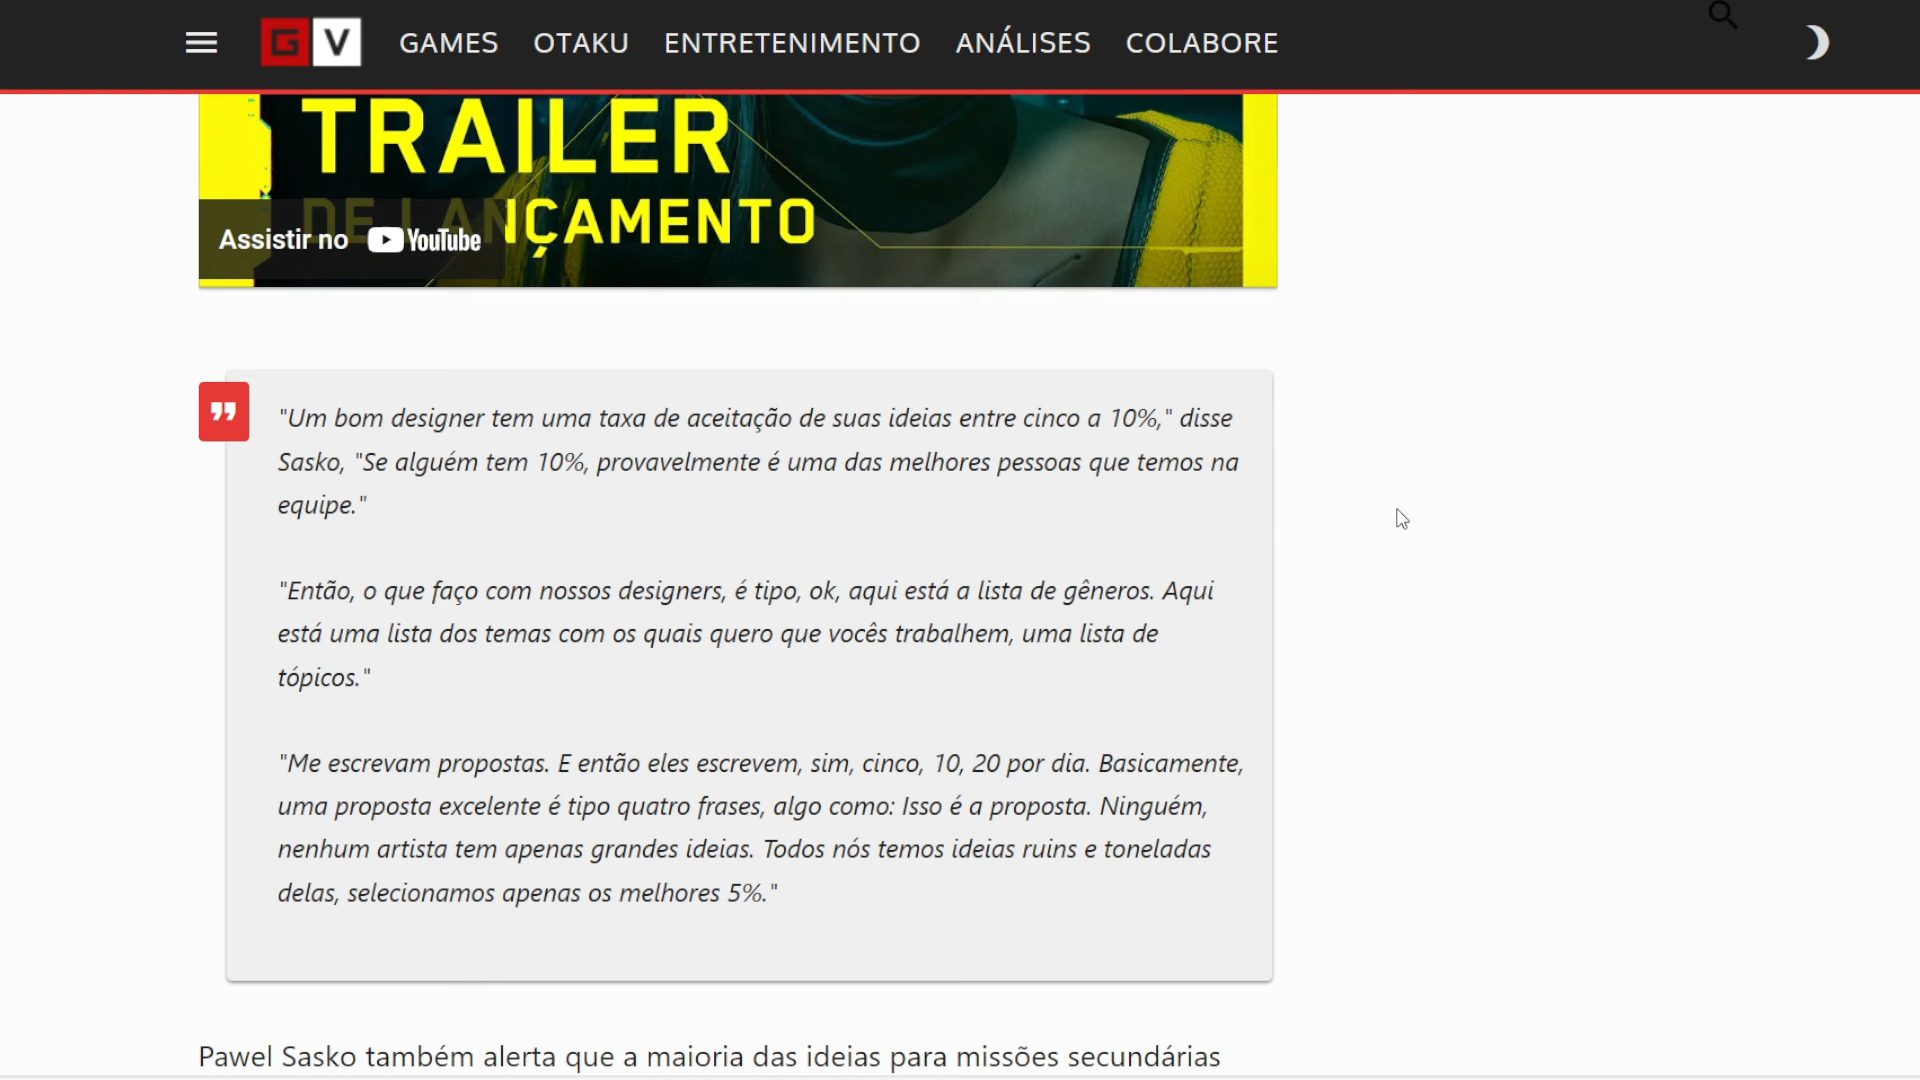 G V GAMES OTAKU ENTRETENIMENTO ANÁLISES COLABORE
TRAILER
DE LANÇAMENTO
Assistir no YouTube
"Um bom designer tem uma taxa de aceitação de suas ideias entre cinco a 10%," disse
Sasko, "Se alguém tem 10%, provavelmente é uma das melhores pessoas que temos na
equipe."
"Então, o que faço com nossos designers, é tipo, ok, aqui está a lista de gêneros. Aqui
está uma lista dos temas com os quais quero que vocês trabalhem, uma lista de
tópicos."
"Me escrevam propostas. E então eles escrevem, sim, cinco, 10, 20 por dia. Basicamente,
uma proposta excelente é tipo quatro frases, algo como: Isso é a proposta. Ninguém,
nenhum artista tem apenas grandes ideias. Todos nós temos ideias ruins e toneladas
delas, selecionamos apenas os melhores 5%."
Pawel Sasko também alerta que a maioria das ideias para missões secundárias